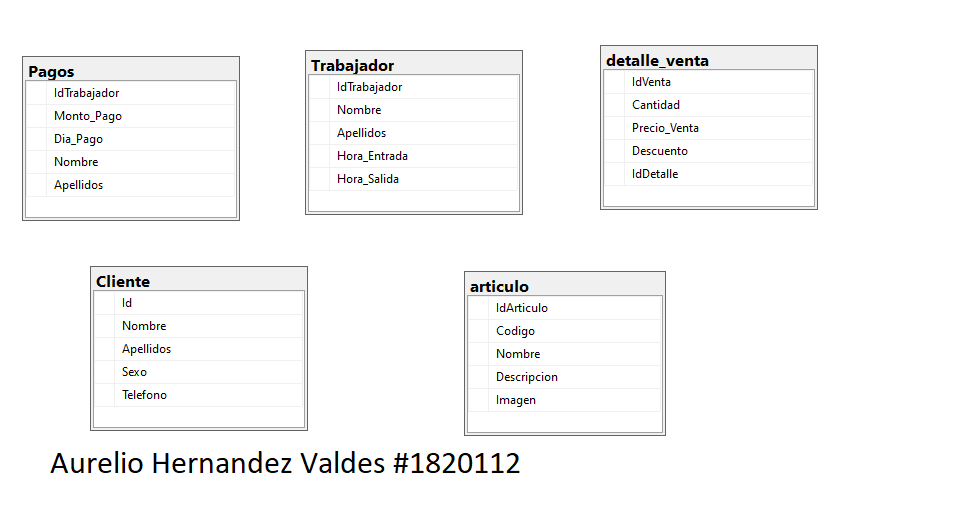 Pagos
IdTrabajador
Monto_Pago
Dia_Pago
Nombre
Apellidos
Trabajador
IdTrabajador
Nombre
Apellidos
Hora_Entrada
Hora_Salida
detalle_venta
IdVenta
Cantidad
Precio_Venta
Descuento
IdDetalle
Cliente
Id
Nombre
Apellidos
Sexo
Telefono
articulo
IdArticulo
Codigo
Nombre
Descripcion
Imagen
Aurelio Hernandez Valdes #1820112